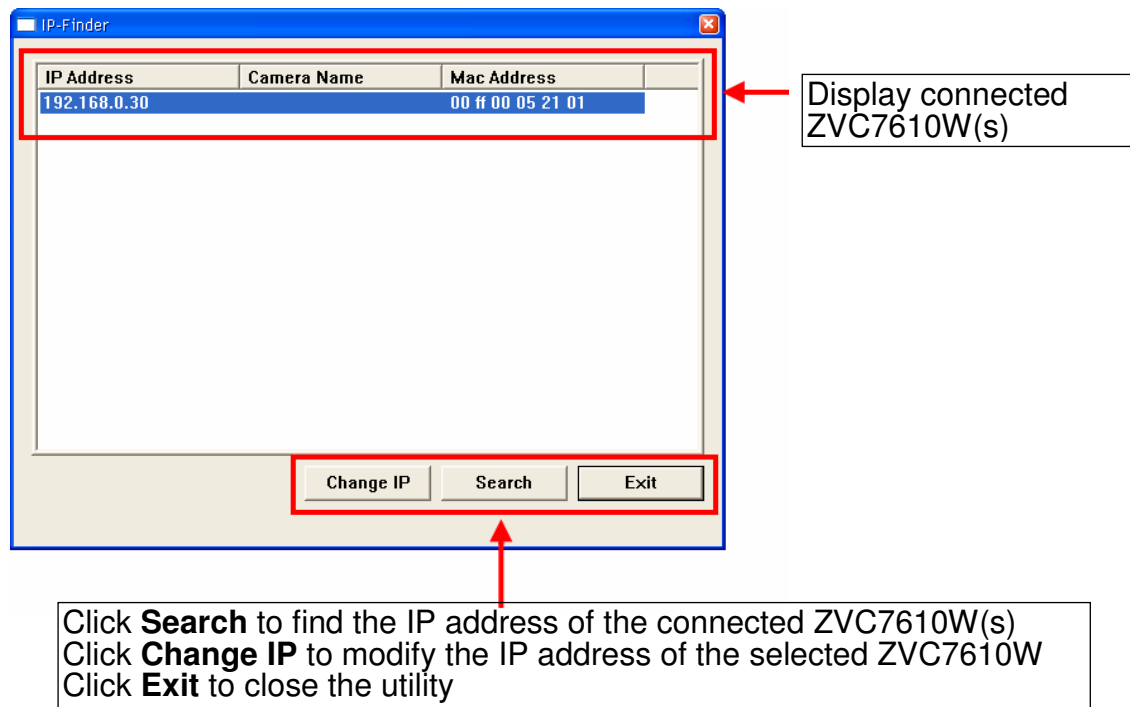 IP-Finder
IP Address Camera Name Mac Address
192.168.0.30 00 ff 00 05 21 01
Display connected
ZVC7610W(s)
Change IP Search Exit
Click Search to find the IP address of the connected ZVC7610W(s)
Click Change IP to modify the IP address of the selected ZVC7610W
Click Exit to close the utility